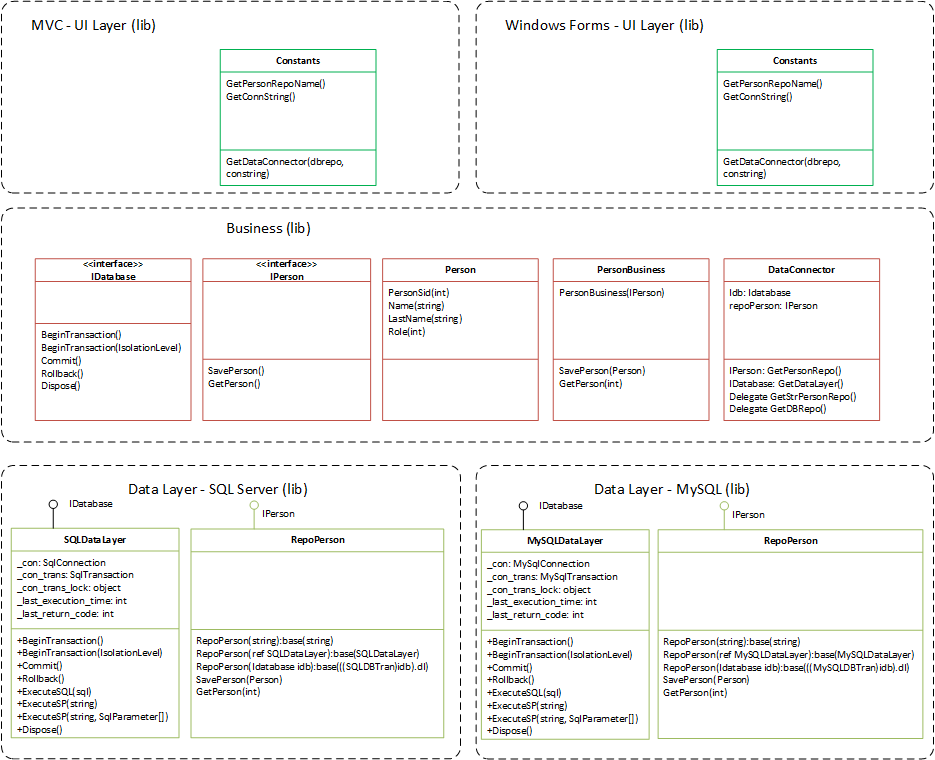 MVC - UI Layer (lib)
Constants
GetPersonRepoName()
GetConnString()
GetDataConnector(dbrepo,
constring)
Windows Forms - UI Layer (lib)
Constants
GetPersonRepoName()
GetConnString()
GetDataConnector(dbrepo,
constring)
Business (lib)
<<interface>>
IDatabase
BeginTransaction()
BeginTransaction(IsolationLevel)
Commit()
Rollback()
Dispose()
<<interface>>
IPerson
SavePerson()
GetPerson()
Person
PersonSid(int)
Name(string)
LastName(string)
Role(int)
PersonBusiness
PersonBusiness(IPerson)
SavePerson(Person)
GetPerson(int)
DataConnector
Idb: Idatabase
repoPerson: IPerson
IPerson: GetPersonRepo()
IDatabase: GetDataLayer()
Delegate GetStrPersonRepo()
Delegate GetDBRepo()
Data Layer - SQL Server (lib)
IDatabase
IPerson
SQLDataLayer
_con: SqlConnection
_con_trans: SqlTransaction
_con_trans_lock: object
_last_execution_time: int
_last_return_code: int
+BeginTransaction()
+BeginTransaction(IsolationLevel)
+Commit()
+Rollback()
+ExecuteSQL(sql)
+ExecuteSP(string)
+ExecuteSP(string, SqlParameter[])
+Dispose()
RepoPerson
RepoPerson(string):base(string)
RepoPerson(ref SQLDataLayer):base(SQLDataLayer)
RepoPerson(Idatabase idb):base(((SQLDBTran)idb).dl)
SavePerson(Person)
GetPerson(int)
Data Layer - MySQL (lib)
IDatabase
IPerson
MySQLDataLayer
_con: MySqlConnection
_con_trans: MySqlTransaction
_con_trans_lock: object
_last_execution_time: int
_last_return_code: int
+BeginTransaction()
+BeginTransaction(IsolationLevel)
+Commit()
+Rollback()
+ExecuteSQL(sql)
+ExecuteSP(string)
+ExecuteSP(string, SqlParameter[])
+Dispose()
RepoPerson
RepoPerson(string):base(string)
RepoPerson(ref MySQLDataLayer):base(MySQLDataLayer)
RepoPerson(Idatabase idb):base(((MySQLDBTran)idb).dl)
SavePerson(Person)
GetPerson(int)